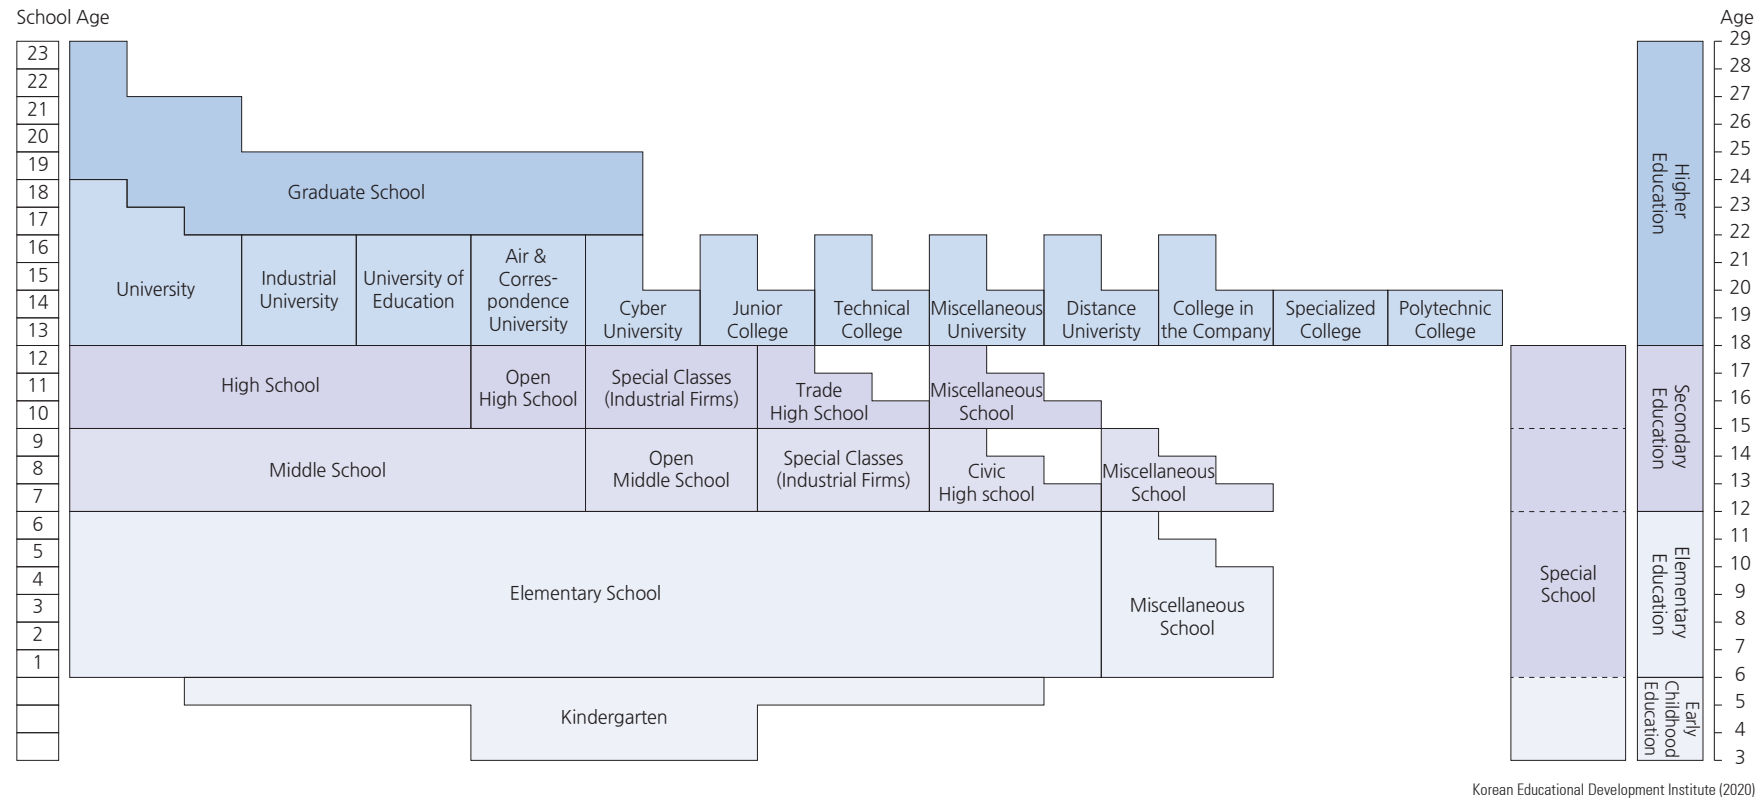 School Age
Age
23
22
21
20
19
18
17
16
15
14
13
12
11
10
9
8
7
6
5
4
3
2
1
Graduate School
University
Industrial
University
University of
Education
Air &
Corres-
pondence
University
Cyber
University
Junior
College
Technical
College
Miscellaneous
University
Distance
Univeristy
College in
the Company
Specialized
College
Polytechnic
College
High School
Open
High School
Special Classes
(Industrial Firms)
Trade
High School
Miscellaneous
School
Middle School
Open
Middle School
Special Classes
(Industrial Firms)
Civic
High school
Miscellaneous
School
Elementary School
Miscellaneous
School
Kindergarten
Special
School
Higher
Education
Secondary
Education
Elementary
Education
Early
Childhood
Education
29
28
27
26
25
24
23
22
21
20
19
18
17
16
15
14
13
12
11
10
9
8
7
6
5
4
3
Korean Educational Development Institute (2020)